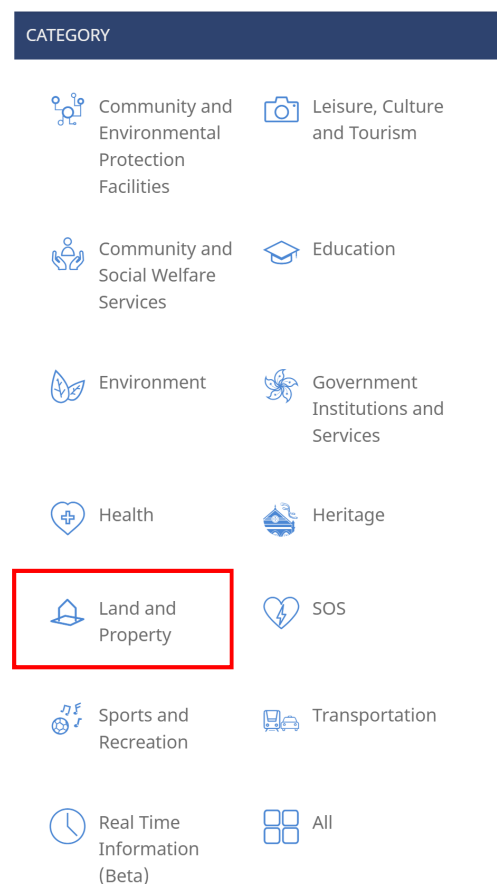 CATEGORY
Community and
Environmental
Protection
Facilities
Leisure, Culture
and Tourism
Community and
Social Welfare
Services
Education
Environment
Government
Institutions and
Services
Health
Heritage
Land and
Property
SOS
Sports and
Recreation
Transportation
Real Time
Information
(Beta)
All